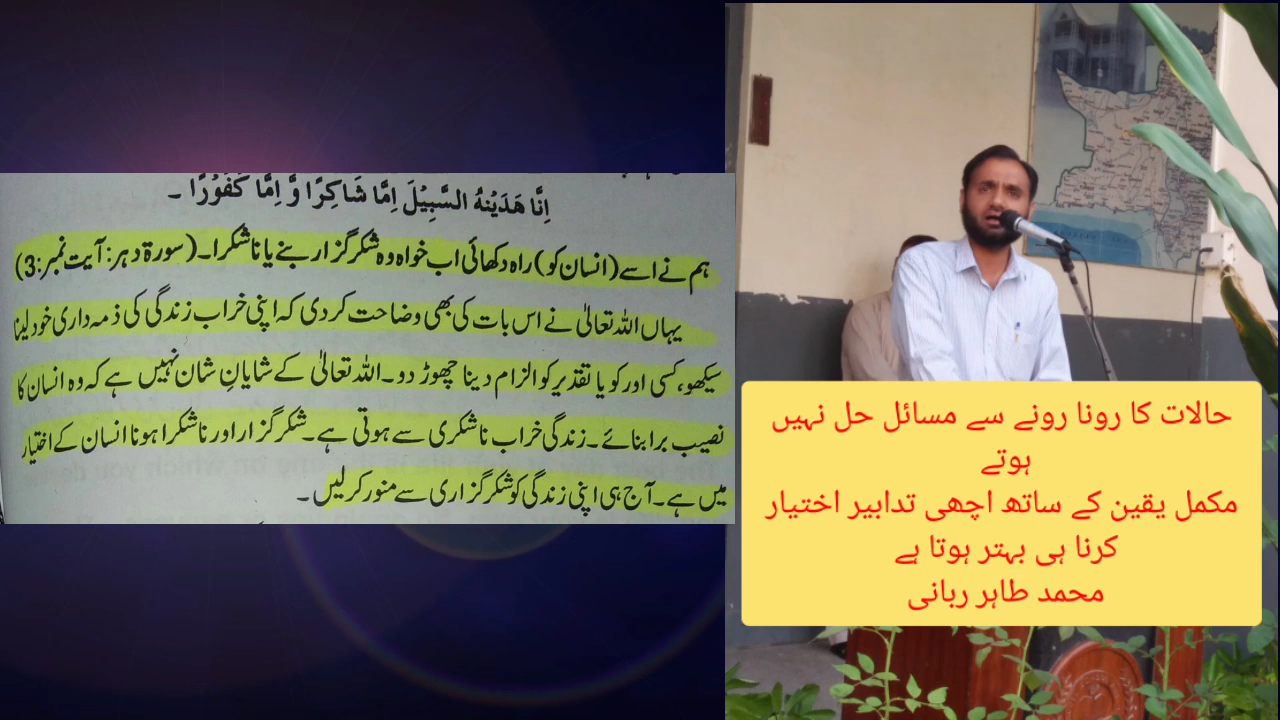 اِنَّا هَدَيْنٰهُ السَّبِيْلَ اِمَّا شَاكِرًا وَّ اِمَّا كَفُوْرًا ۔
ہم نے اسے (انسان کو) راہ دکھائی اب خواہ وہ شکر گزار بنے یا ناشکرا۔ (سورۃ دہر: آیت نمبر: 3)
یہاں اللہ تعالیٰ نے اس بات کی بھی وضاحت کر دی کہ اپنی خراب زندگی کی ذمہ داری خود لینا
سیکھو، کسی اور کو یا تقدیر کو الزام دینا چھوڑ دو۔ اللہ تعالیٰ کے شایانِ شان نہیں ہے کہ وہ انسان کا
نصیب برا بنائے۔ زندگی خراب ناشکری سے ہوتی ہے۔ شکر گزار اور ناشکرا ہونا انسان کے اختیار
میں ہے۔ آج ہی اپنی زندگی کو شکر گزاری سے منور کر لیں۔
حالات کا رونا رونے سے مسائل حل نہیں
ہوتے
مکمل یقین کے ساتھ اچھی تدابیر اختیار
کرنا ہی بہتر ہوتا ہے
محمد طاہر ربانی